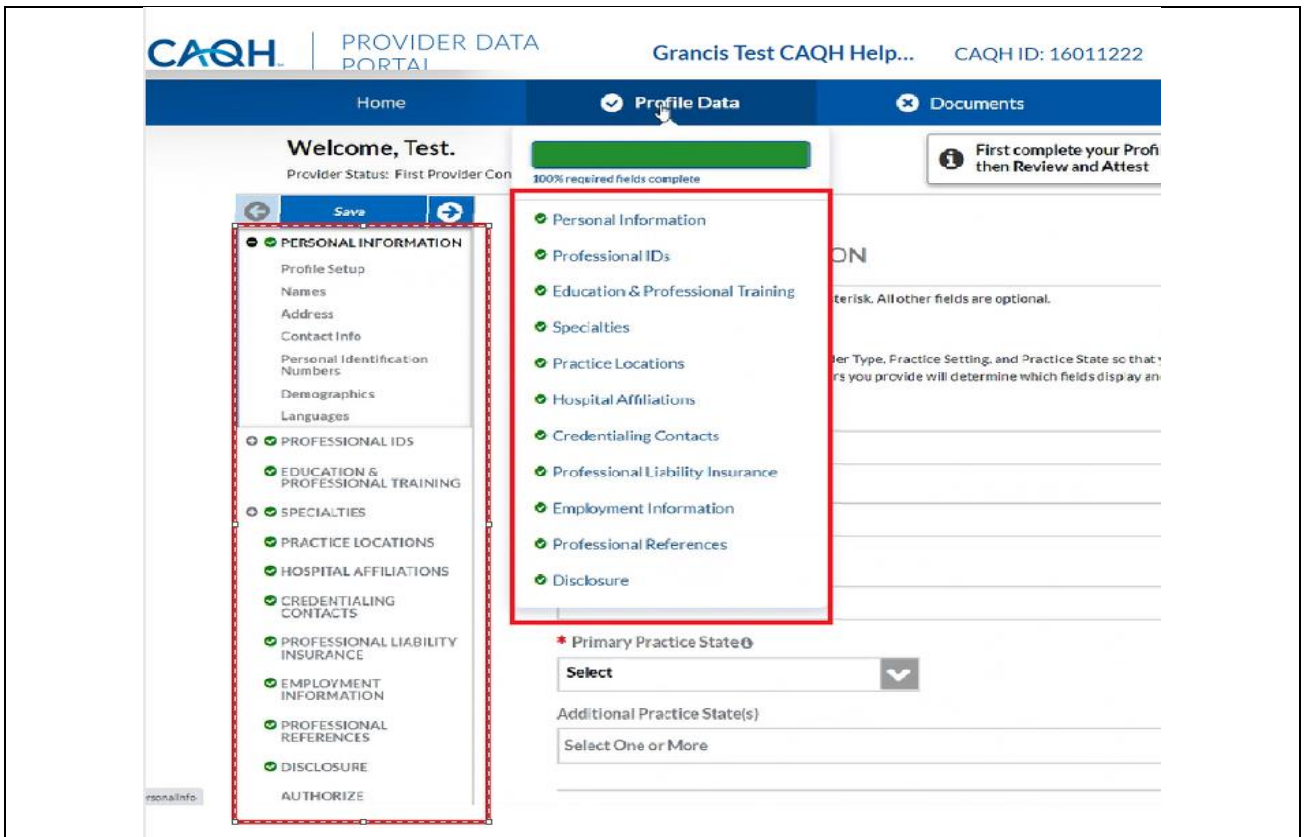 CAQH
PROVIDER DATA
PORTAL
Grancis Test CAQH Help...
CAQH ID: 16011222
Home
Profile Data
Documents
Welcome, Test.
Provider Status: First Provider Con
100% required fields complete
First complete your Profi
then Review and Attest
Save
PERSONAL INFORMATION
Profile Setup
Names
Address
Contact Info
Personal Identification
Numbers
Demographics
Languages
PROFESSIONAL IDS
EDUCATION &
PROFESSIONAL TRAINING
SPECIALTIES
PRACTICE LOCATIONS
HOSPITAL AFFILIATIONS
CREDENTIALING
CONTACTS
PROFESSIONAL LIABILITY
INSURANCE
EMPLOYMENT
INFORMATION
PROFESSIONAL
REFERENCES
DISCLOSURE
AUTHORIZE
Personal Information
Professional IDs
Education & Professional Training
Specialties
Practice Locations
Hospital Affiliations
Credentialing Contacts
Professional Liability Insurance
Employment Information
Professional References
Disclosure
ON
terisk. All other fields are optional.
der Type, Practice Setting, and Practice State so that
rs you provide will determine which fields display an
* Primary Practice State
Select
Additional Practice State(s)
Select One or More
rsonalInfo